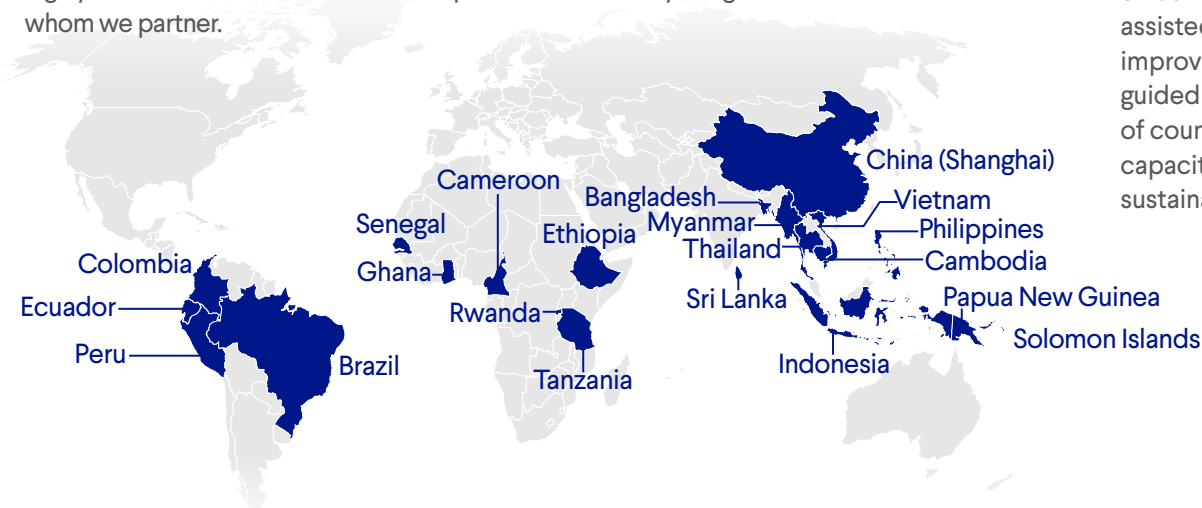 whom we partner.
assisted
improv
guided
of coun
capacit
sustaina
Cameroon
China (Shanghai)
Bangladesh
Vietnam
Senegal
Myanmar
Ethiopia
Philippines
Thailand
Colombia
Ghana
Cambodia
Ecuador
Rwanda
Sri Lanka
Papua New Guinea
Solomon Islands
Peru
Brazil
Indonesia
Tanzania